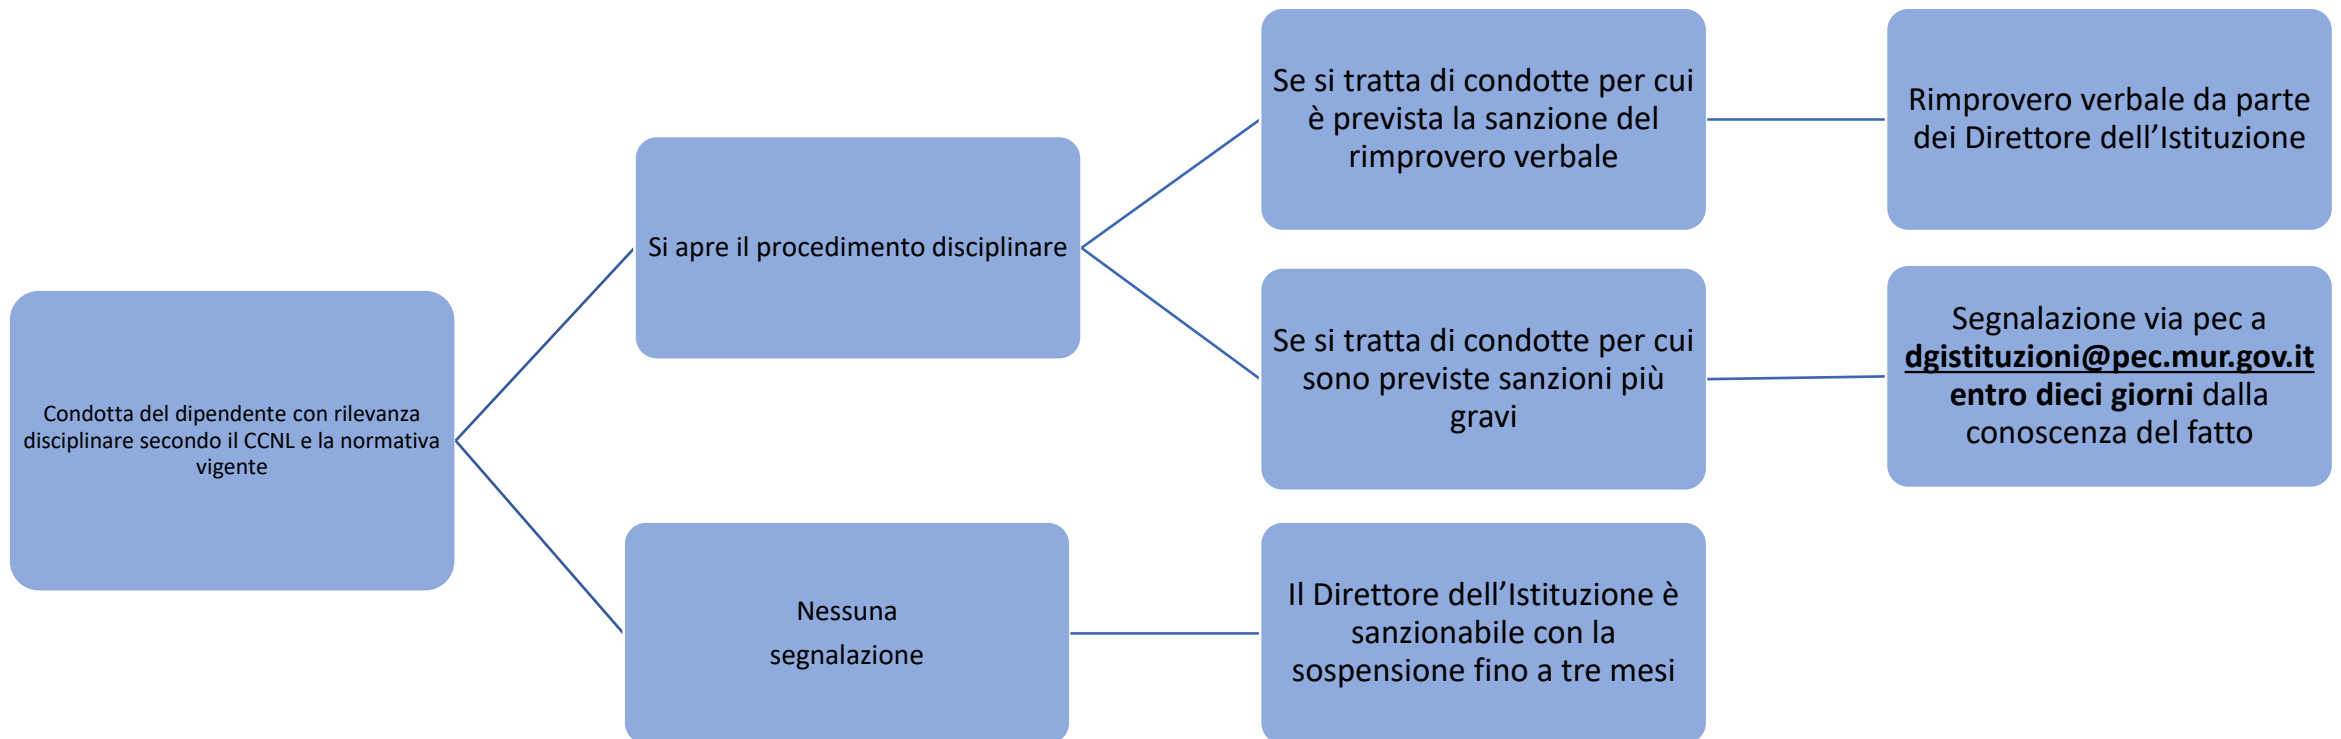 Condotta del dipendente con rilevanza
disciplinare secondo il CCNL e la normativa
vigente
Si apre il procedimento disciplinare
Se si tratta di condotte per cui
è prevista la sanzione del
rimprovero verbale
Rimprovero verbale da parte
dei Direttore dell’Istituzione
Se si tratta di condotte per cui
sono previste sanzioni più
gravi
Segnalazione via pec a
dgistituzioni@pec.mur.gov.it
entro dieci giorni dalla
conoscenza del fatto
Nessuna
segnalazione
Il Direttore dell’Istituzione è
sanzionabile con la
sospensione fino a tre mesi